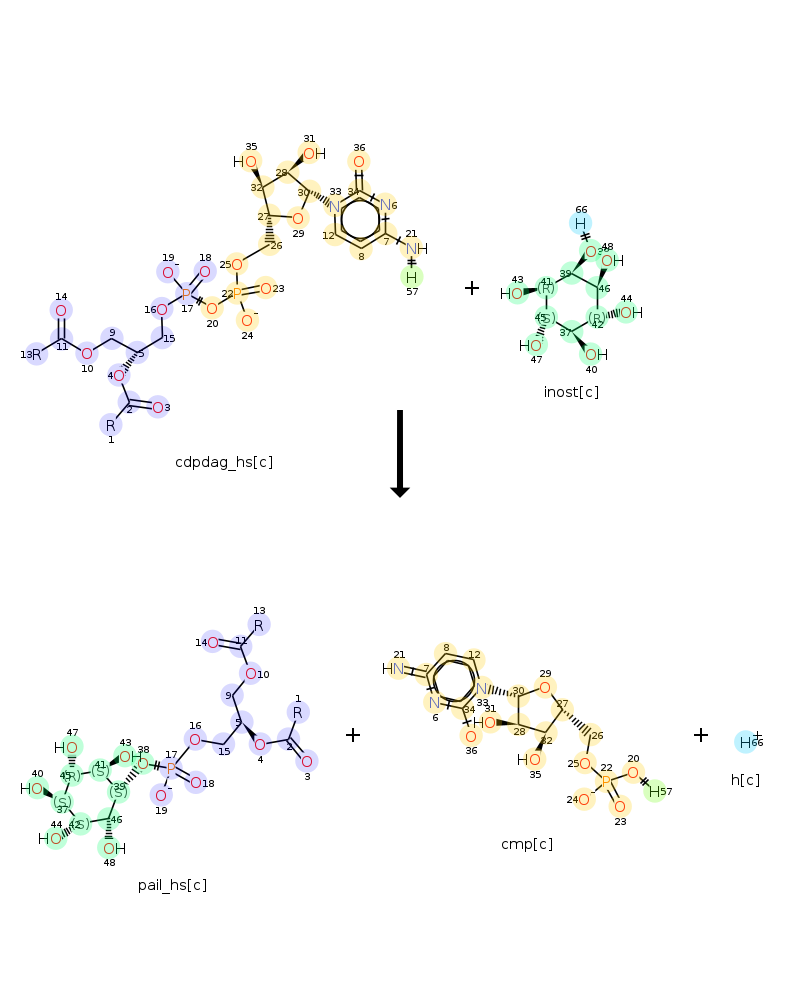 35
31
36
HO
OH
O
28
34
32
30
33
N
N6
27
O
29
12
7
21
NH
8
26
66
H
19
O-
18
O
25
O
H
57
+
O
38
48
OH
39
43
HO
41
(R)
46
P
17
22
P
O
23
14
O
16
O
O
20
O-
24
45
(S)
(R)
42
44
OH
37
9
15
HO
47
OH
40
13R
11
O
10
5
4
O
2
O
3
R
1
inost[c]
cdpdag_hs[c]
13
R
14
O
11
O
10
21
HN
7
8
12
29
O
9
1
R
N
6
33
N
34
30
27
47
HO
43
OH
38
O
H
17
P
16
O
5
15
O
4
2
O
3
+
31
HO
28
26
O
36
32
HO
35
25
O
22
P
20
O
+
H
+
66
45
(R)
41
(S)
39
(S)
40
HO
37
(S)
O
18
O-
19
24
O-
O
23
H
57
h[c]
44
HO
42
(S)
46
OH
48
cmp[c]
pail_hs[c]